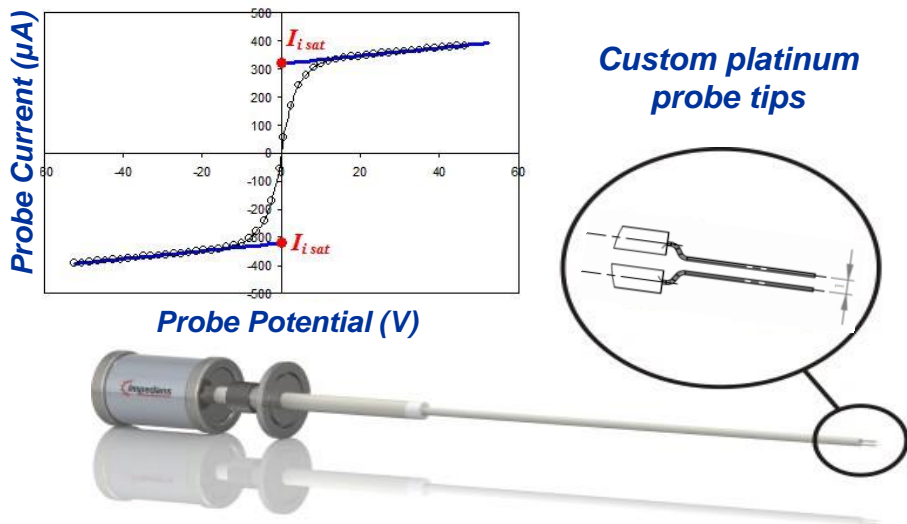 Probe Current (µA)
500
400
300
200
100
0
-100
-200
-300
-400
-500
60
-40
-20
0
20
40
60
I i sat
I i sat
Probe Potential (V)
Custom platinum
probe tips
impedans